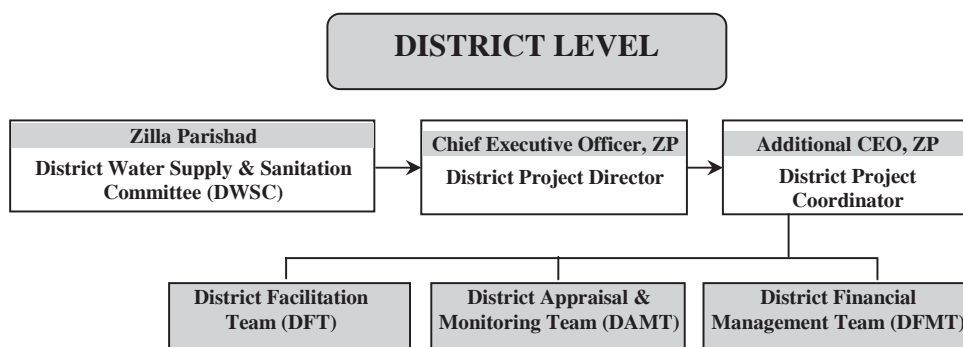 DISTRICT LEVEL
Zilla Parishad
District Water Supply & Sanitation
Committee (DWSC)
Chief Executive Officer, ZP
District Project Director
Additional CEO, ZP
District Project
Coordinator
District Facilitation
Team (DFT)
District Appraisal &
Monitoring Team (DAMT)
District Financial
Management Team (DFMT)